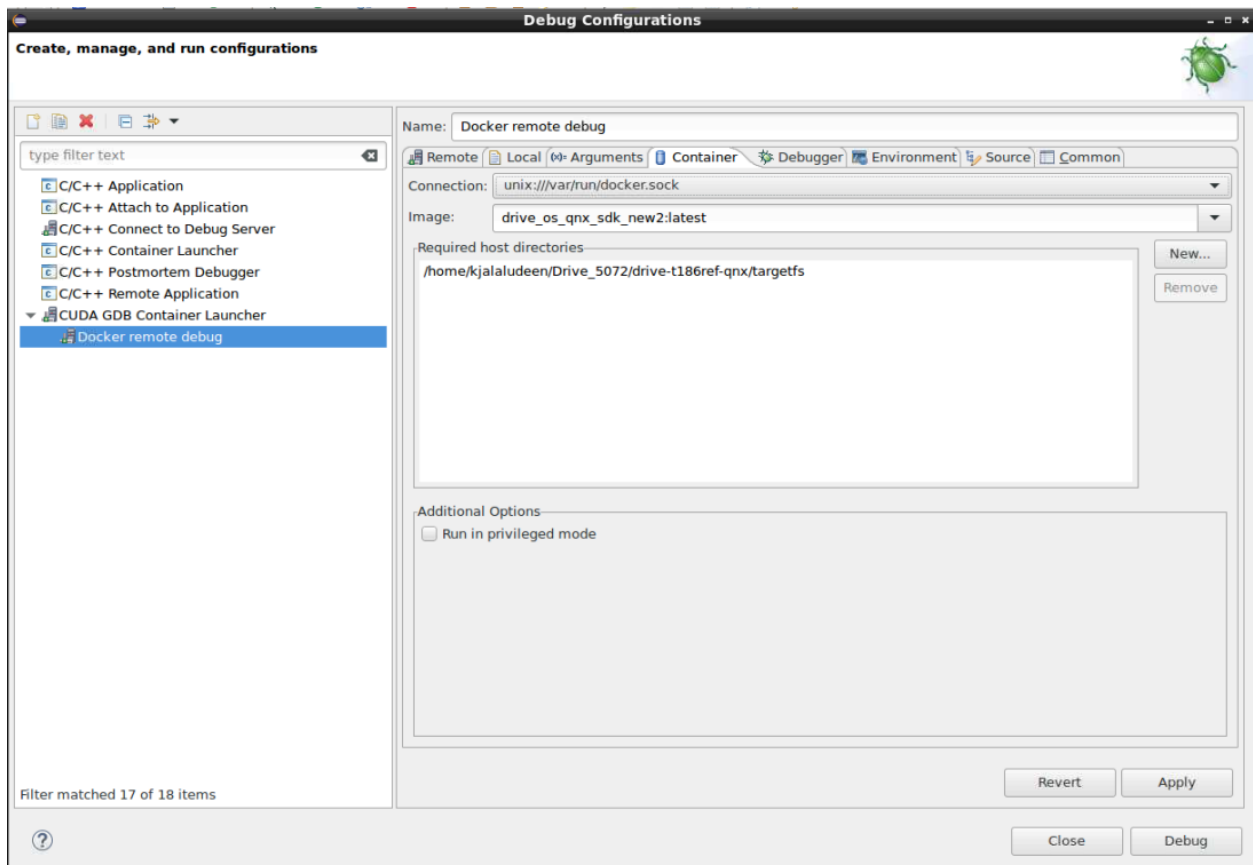 Debug Configurations
Create, manage, and run configurations
type filter text
C/C++ Application
C/C++ Attach to Application
C/C++ Connect to Debug Server
C/C++ Container Launcher
C/C++ Postmortem Debugger
C/C++ Remote Application
CUDA GDB Container Launcher
Docker remote debug
Filter matched 17 of 18 items
Name: Docker remote debug
Remote Local Arguments Container Debugger Environment Source Common
Connection: unix:///var/run/docker.sock
Image: drive_os_qnx_sdk_new2:latest
Required host directories
/home/kjalaludeen/Drive_5072/drive-t186ref-qnx/targetfs
New...
Remove
Additional Options
Run in privileged mode
Revert Apply
Close Debug